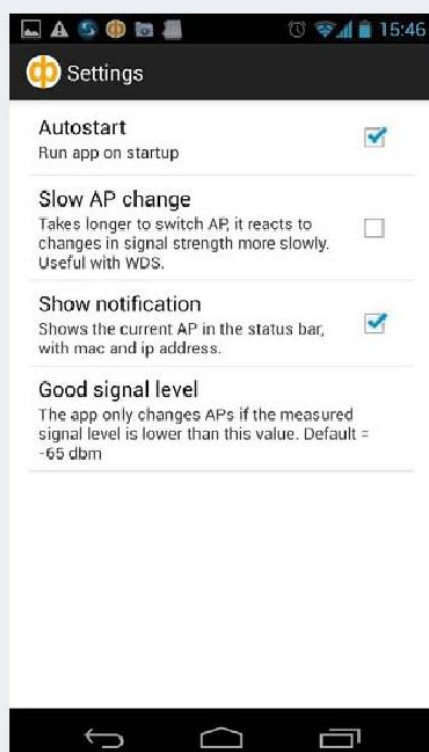 15:46
Settings
Autostart
Run app on startup
Slow AP change
Takes longer to switch AP, it reacts to
changes in signal strength more slowly.
Useful with WDS.
Show notification
Shows the current AP in the status bar,
with mac and ip address.
Good signal level
The app only changes APs if the measured
signal level is lower than this value. Default =
-65 dbm